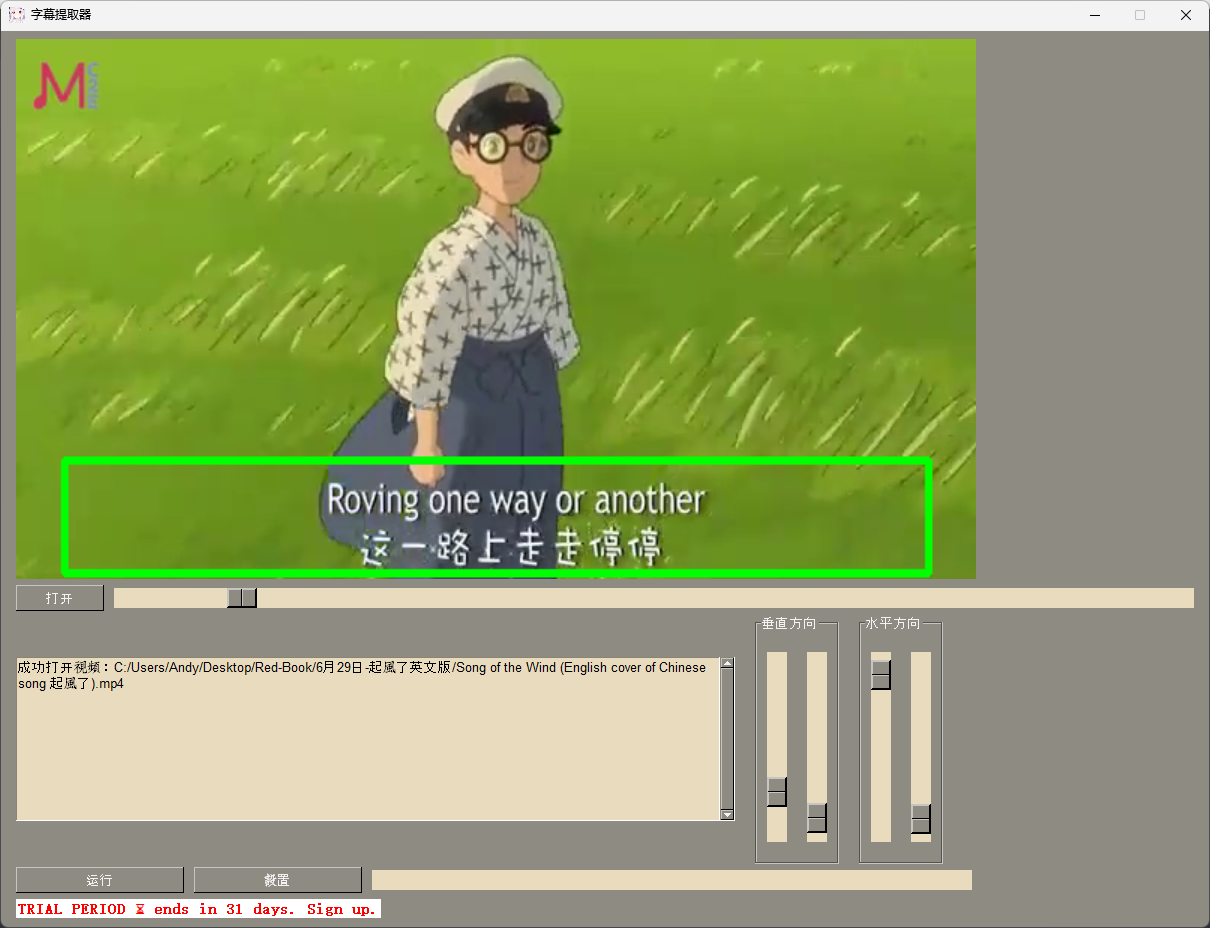 字幕提取器
M
Roving one way or another
这一路上走走停停
打开
垂直方向
水平方向
成功打开视频：C:/Users/Andy/Desktop/Red-Book/6月29日-起風了英文版/Song of the Wind (English cover of Chinese
song 起風了).mp4
运行
TRIAL PERIOD ⏳ ends in 31 days. Sign up.